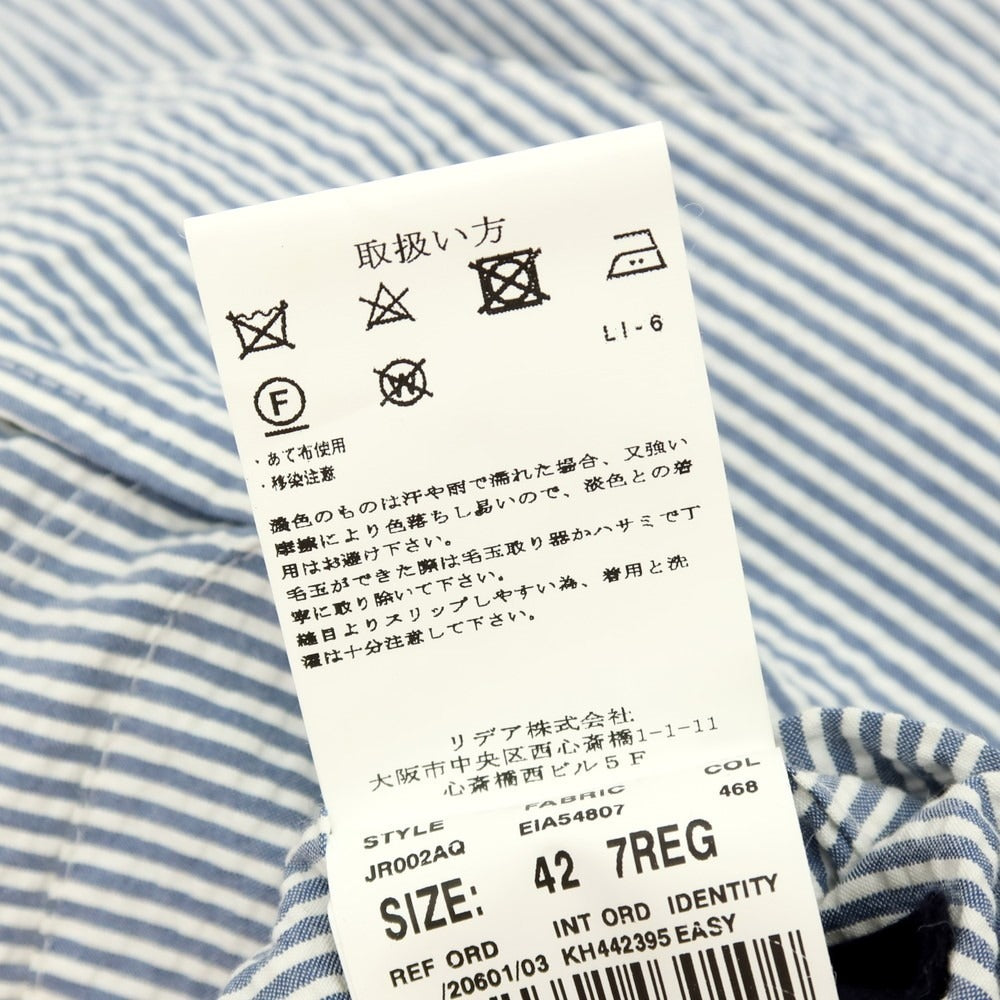 取扱い方
LI-6
F
W
・あて布使用
・移染注意
濃色のものは汗や雨で濡れた場合、又強い
摩擦により色落ちし易いので、淡色との着
用はお避け下さい。
毛玉ができた際は毛玉取り器かハサミで丁
寧に取り除いて下さい。
縫目よりスリップしやすい為、着用と洗
濯は十分注意して下さい。
リデア株式会社
大阪市中央区西心斎橋1-1-11
心斎橋西ビル5F
STYLE FABRIC COL
JR002AQ EIA54807 468
SIZE: 42 7REG
REF ORD INT ORD IDENTITY
/20601/03 KH442395 EASY